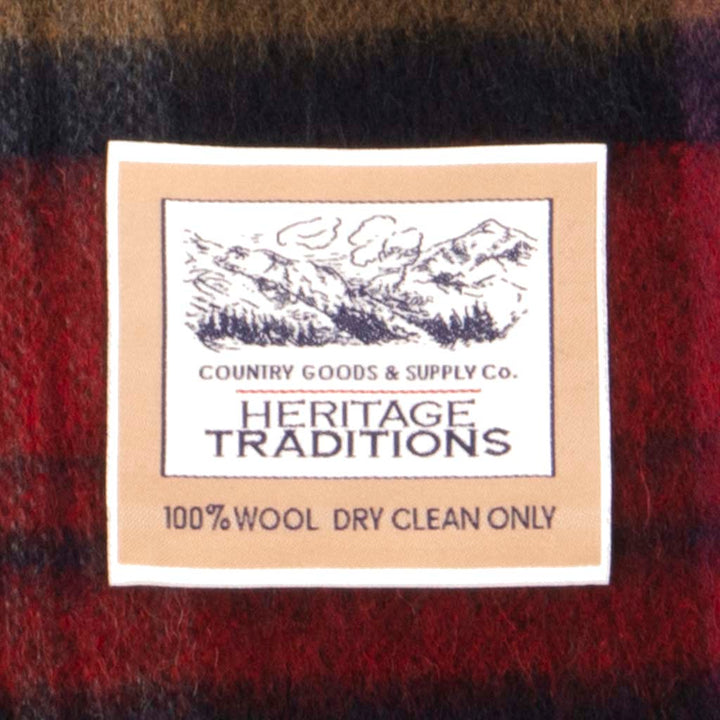 COUNTRY GOODS & SUPPLY Co.
HERITAGE
TRADITIONS
100% WOOL DRY CLEAN ONLY